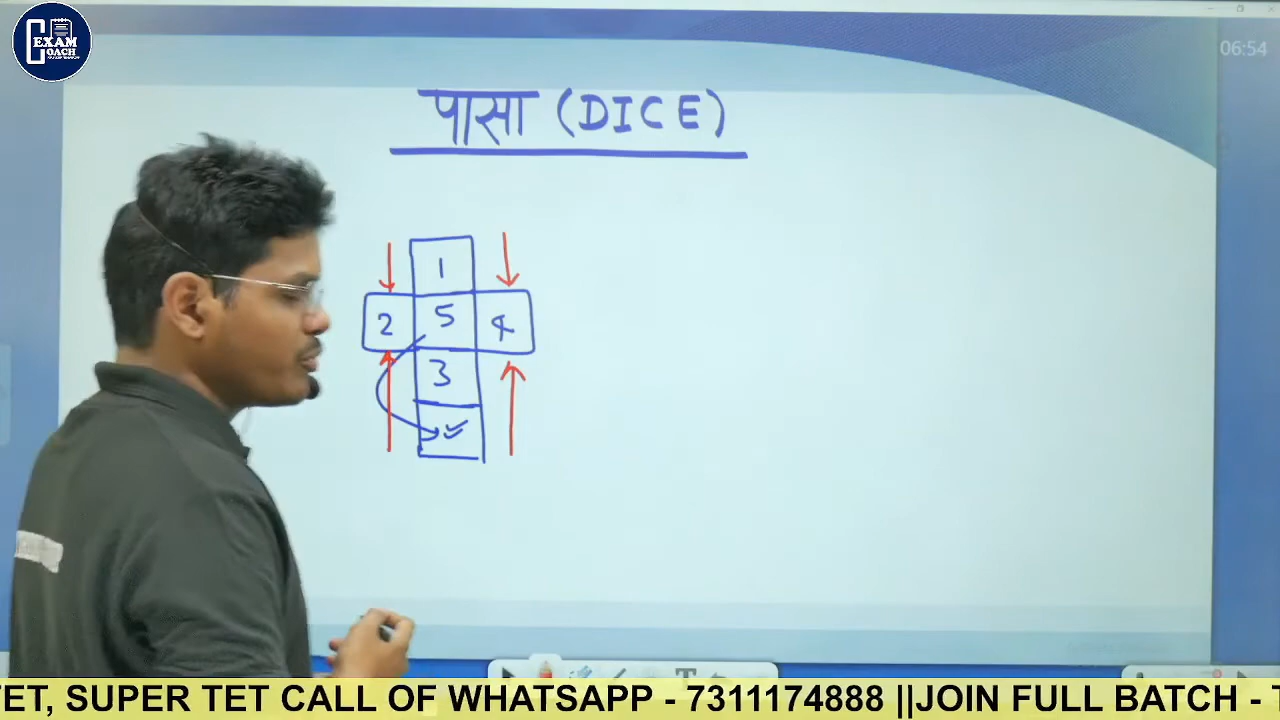 EXAM
COACH
06:54
पासा (DICE)
1
2 5 4
3
TET, SUPER TET CALL OF WHATSAPP - 7311174888 ||JOIN FULL BATCH -